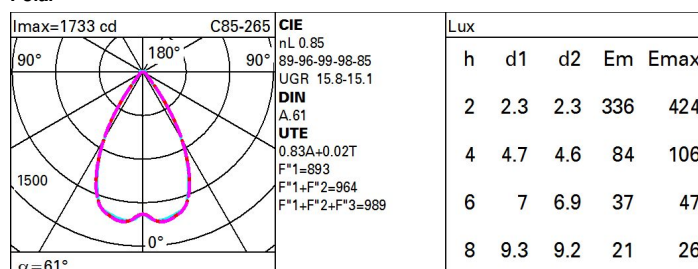 Imax=1733 cd C85-265
90° 180° 90°
1500
0°
α=61°
CIE
nL 0.85
89-96-99-98-85
UGR 15.8-15.1
DIN
A.61
UTE
0.83A+0.02T
F"1=893
F"1+F"2=964
F"1+F"2+F"3=989
Lux
h d1 d2 Em Emax
2 2.3 2.3 336 424
4 4.7 4.6 84 106
6 7 6.9 37 47
8 9.3 9.2 21 26